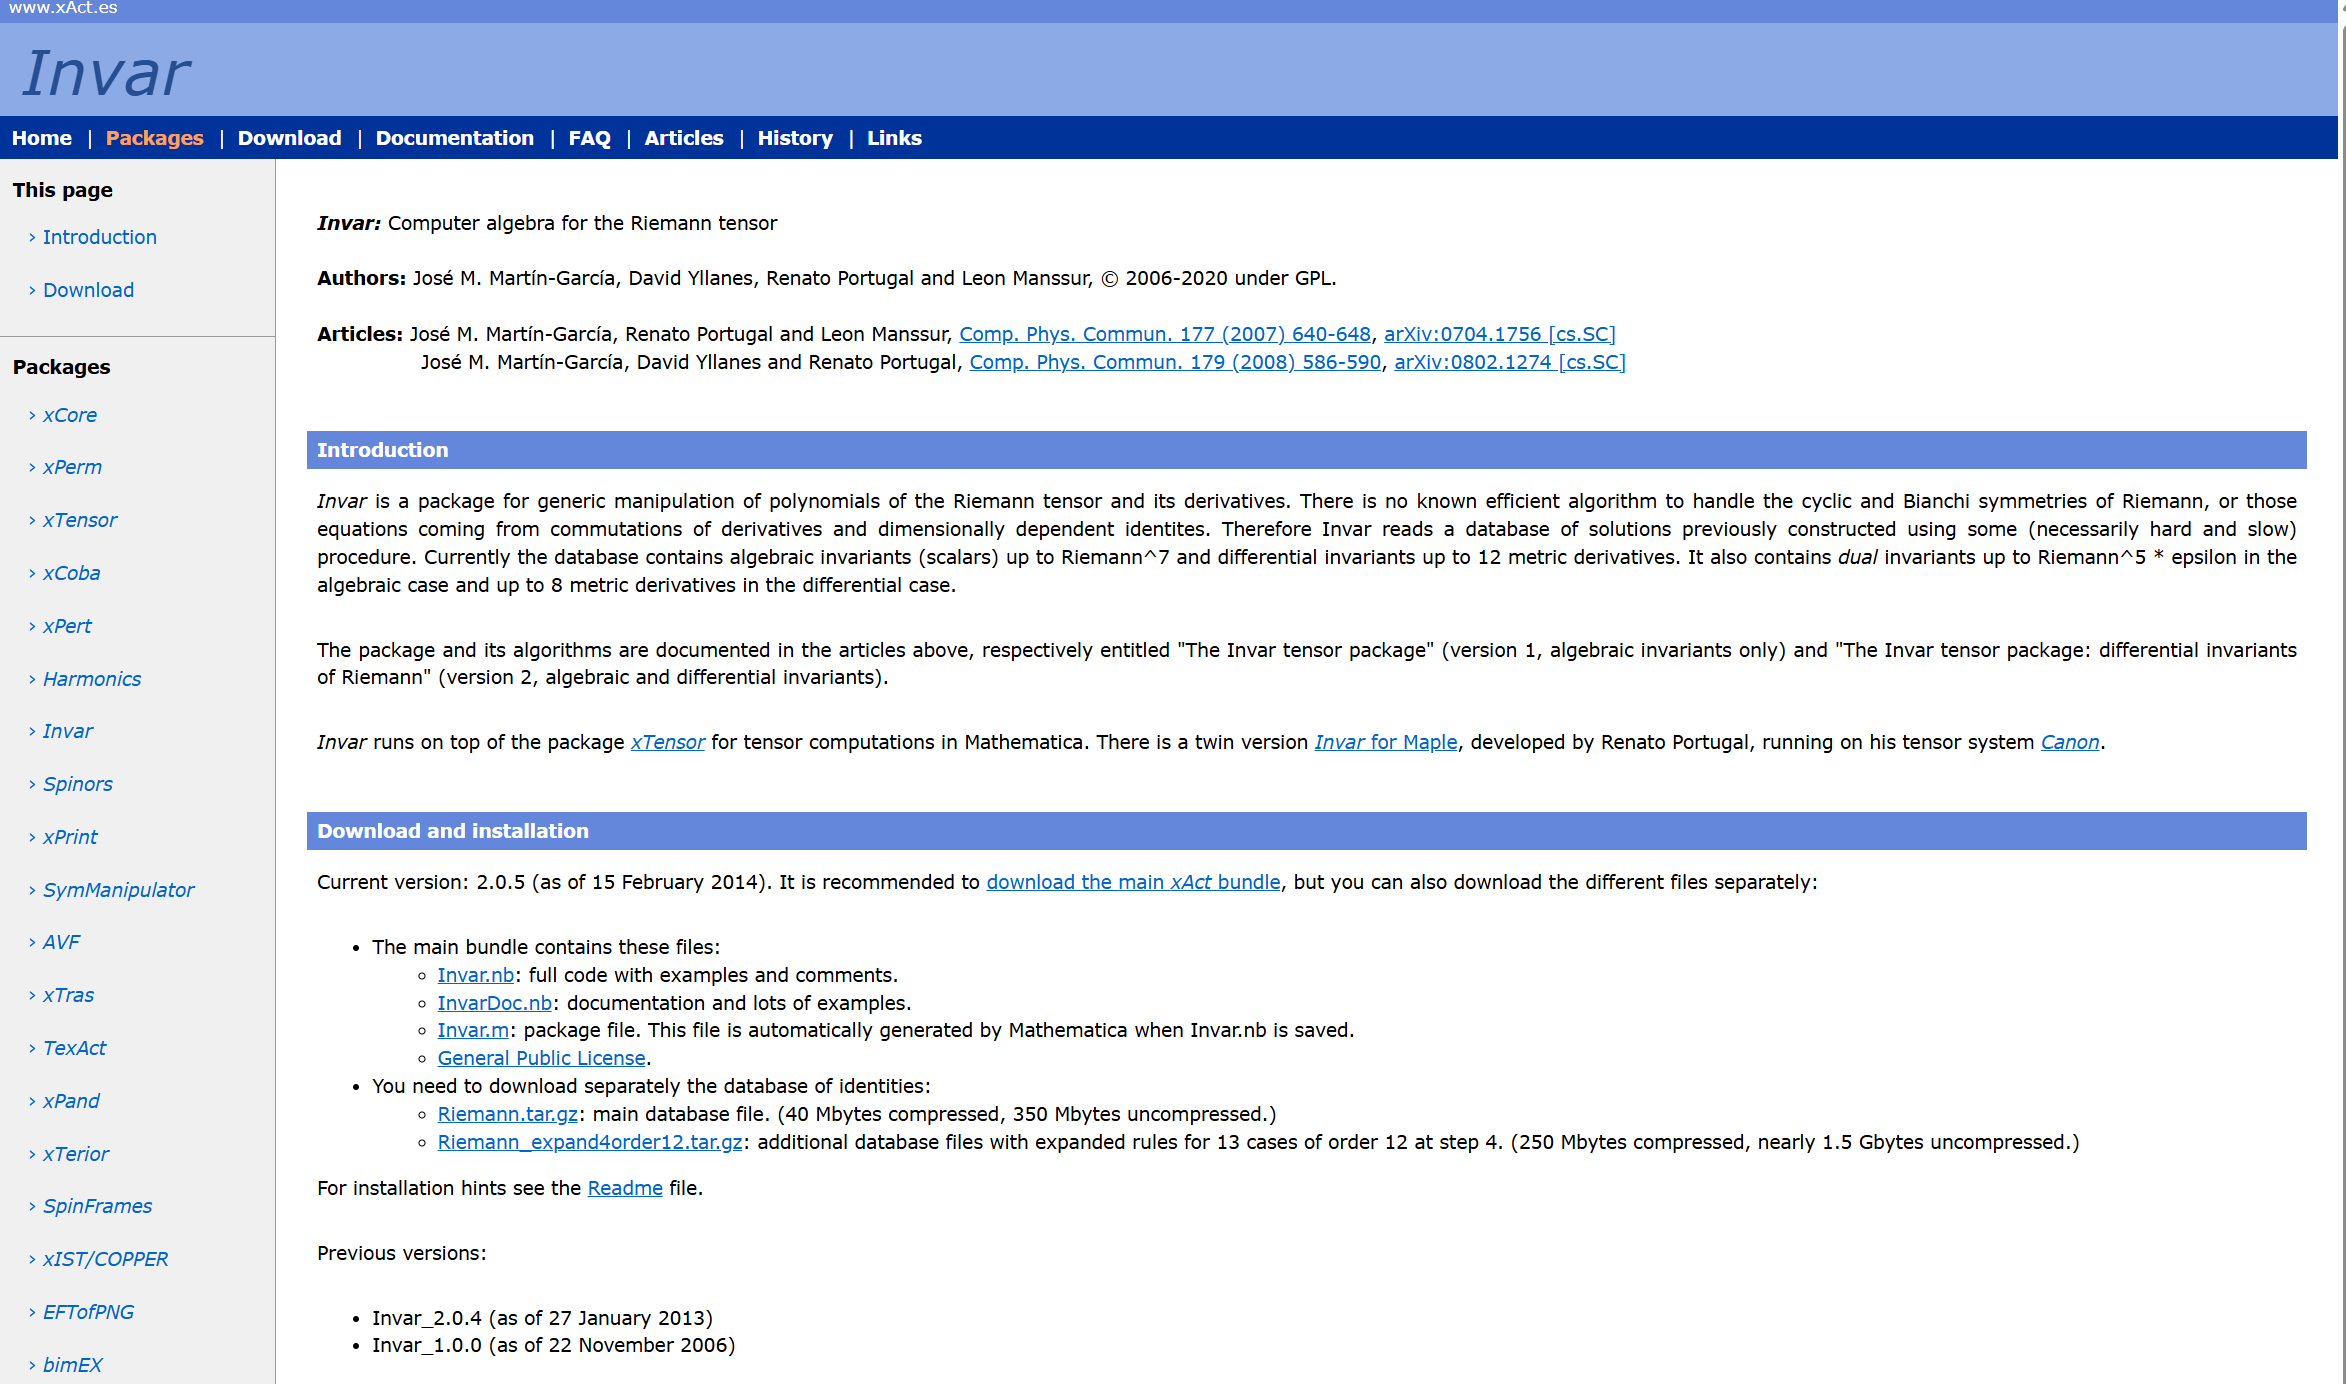 www.xAct.es
Invar
Home | Packages | Download | Documentation | FAQ | Articles | History | Links
This page
› Introduction
› Download
Packages
› xCore
› xPerm
› xTensor
› xCoba
› xPert
› Harmonics
› Invar
› Spinors
› xPrint
› SymManipulator
› AVF
› xTras
› TexAct
› xPand
› xTerior
› SpinFrames
› xIST/COPPER
› EFTofPNG
› bimEX
Invar: Computer algebra for the Riemann tensor
Authors: José M. Martín-García, David Yllanes, Renato Portugal and Leon Manssur, © 2006-2020 under GPL.
Articles: José M. Martín-García, Renato Portugal and Leon Manssur, Comp. Phys. Commun. 177 (2007) 640-648, arXiv:0704.1756 [cs.SC]
José M. Martín-García, David Yllanes and Renato Portugal, Comp. Phys. Commun. 179 (2008) 586-590, arXiv:0802.1274 [cs.SC]
Introduction
Invar is a package for generic manipulation of polynomials of the Riemann tensor and its derivatives. There is no known efficient algorithm to handle the cyclic and Bianchi symmetries of Riemann, or those
equations coming from commutations of derivatives and dimensionally dependent identites. Therefore Invar reads a database of solutions previously constructed using some (necessarily hard and slow)
procedure. Currently the database contains algebraic invariants (scalars) up to Riemann^7 and differential invariants up to 12 metric derivatives. It also contains dual invariants up to Riemann^5 * epsilon in the
algebraic case and up to 8 metric derivatives in the differential case.
The package and its algorithms are documented in the articles above, respectively entitled "The Invar tensor package" (version 1, algebraic invariants only) and "The Invar tensor package: differential invariants
of Riemann" (version 2, algebraic and differential invariants).
Invar runs on top of the package xTensor for tensor computations in Mathematica. There is a twin version Invar for Maple, developed by Renato Portugal, running on his tensor system Canon.
Download and installation
Current version: 2.0.5 (as of 15 February 2014). It is recommended to download the main xAct bundle, but you can also download the different files separately:
• The main bundle contains these files:
◦ Invar.nb: full code with examples and comments.
◦ InvarDoc.nb: documentation and lots of examples.
◦ Invar.m: package file. This file is automatically generated by Mathematica when Invar.nb is saved.
◦ General Public License.
• You need to download separately the database of identities:
◦ Riemann.tar.gz: main database file. (40 Mbytes compressed, 350 Mbytes uncompressed.)
◦ Riemann_expand4order12.tar.gz: additional database files with expanded rules for 13 cases of order 12 at step 4. (250 Mbytes compressed, nearly 1.5 Gbytes uncompressed.)
For installation hints see the Readme file.
Previous versions:
• Invar_2.0.4 (as of 27 January 2013)
• Invar_1.0.0 (as of 22 November 2006)